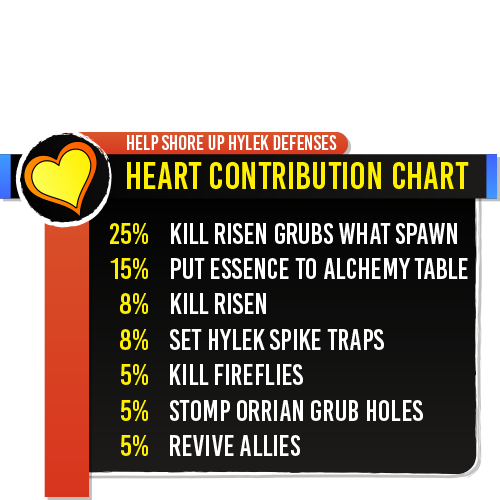 HELP SHORE UP HYLEK DEFENSES
HEART CONTRIBUTION CHART
25% KILL RISEN GRUBS WHAT SPAWN
15% PUT ESSENCE TO ALCHEMY TABLE
8% KILL RISEN
8% SET HYLEK SPIKE TRAPS
5% KILL FIREFLIES
5% STOMP ORRIAN GRUB HOLES
5% REVIVE ALLIES